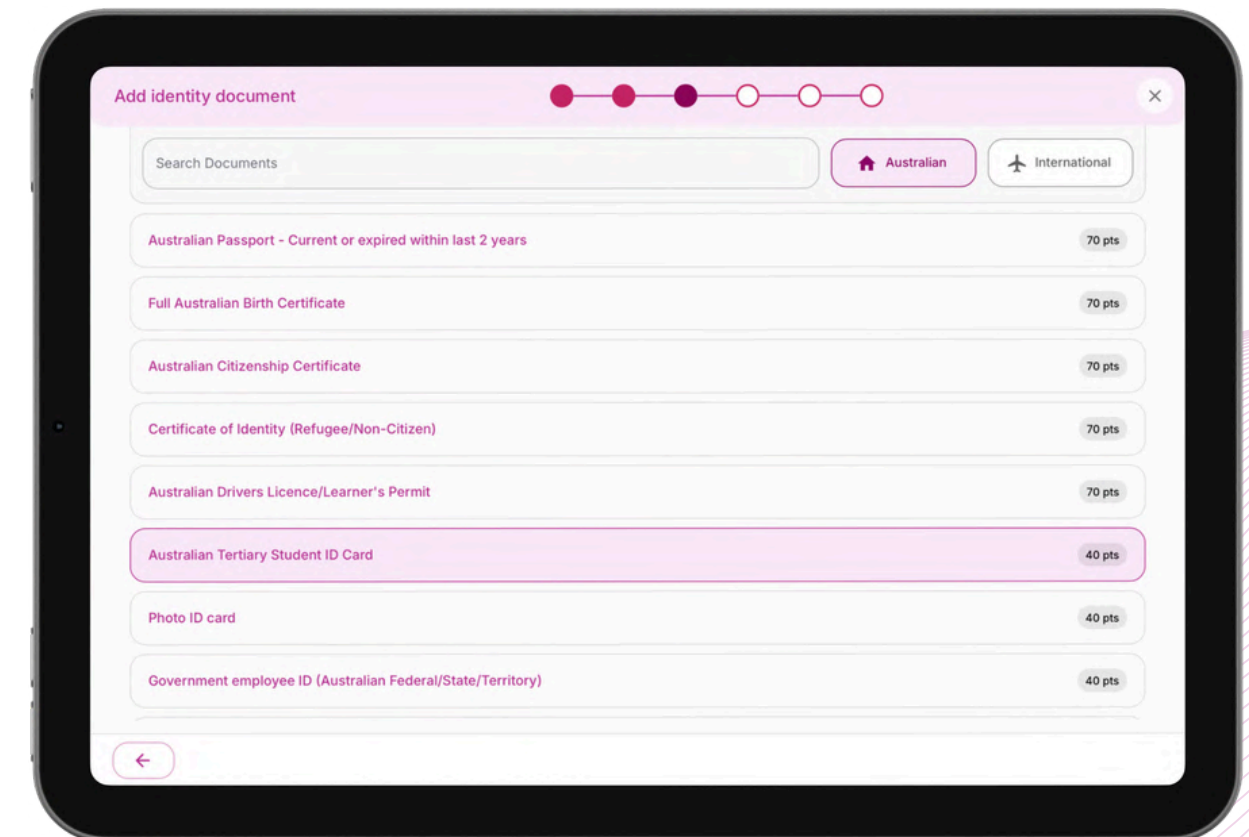 Add identity document
Search Documents
Australian
International
Australian Passport - Current or expired within last 2 years
70 pts
Full Australian Birth Certificate
70 pts
Australian Citizenship Certificate
70 pts
Certificate of Identity (Refugee/Non-Citizen)
70 pts
Australian Drivers Licence/Learner's Permit
70 pts
Australian Tertiary Student ID Card
40 pts
Photo ID card
40 pts
Government employee ID (Australian Federal/State/Territory)
40 pts